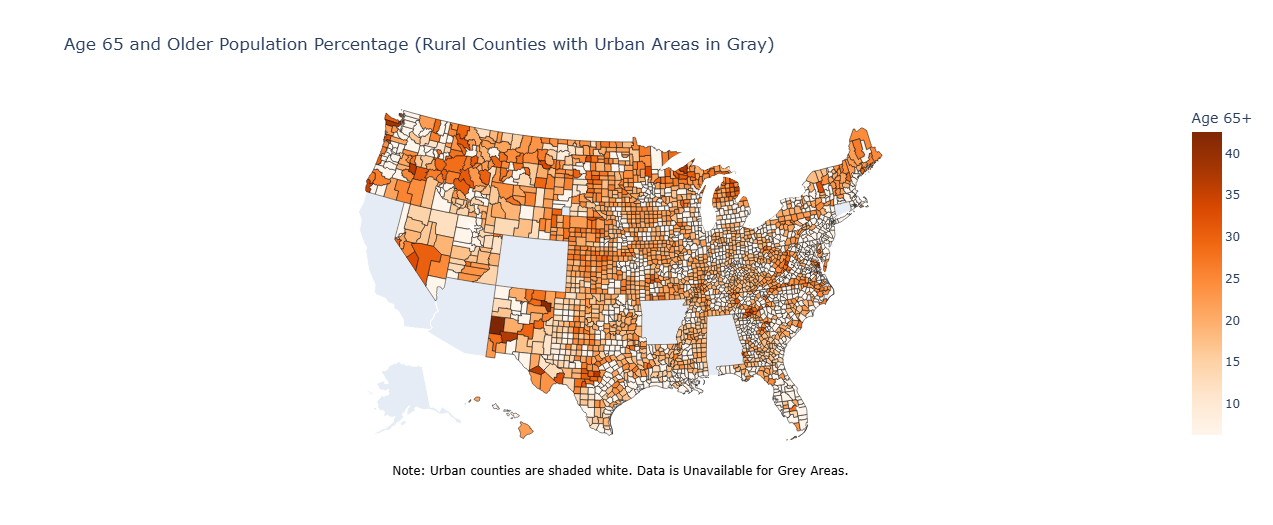 Age 65 and Older Population Percentage (Rural Counties with Urban Areas in Gray)
Age 65+
40
35
30
25
20
15
10
Note: Urban counties are shaded white. Data is Unavailable for Grey Areas.